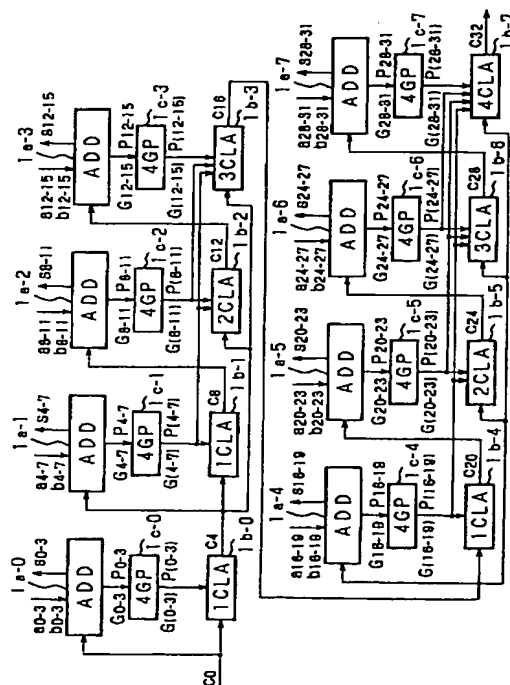 1a-0
a0-3
b0-3
S0-3
ADD
G0-3
P0-3
1c-0
4GP
G(0-3)
P(0-3)
C0
1CLA
C4
1b-0
1a-1
a4-7
b4-7
S4-7
ADD
G4-7
P4-7
1c-1
4GP
G(4-7)
P(4-7)
1CLA
C8
1b-1
1a-2
a8-11
b8-11
S8-11
ADD
G8-11
P8-11
1c-2
4GP
G(8-11)
P(8-11)
2CLA
C12
1b-2
1a-3
a12-15
b12-15
S12-15
ADD
G12-15
P12-15
1c-3
4GP
G(12-15)
P(12-15)
3CLA
C16
1b-3
1a-4
a16-19
b16-19
S16-19
ADD
G16-19
P16-19
1c-4
4GP
G(16-19)
P(16-19)
1CLA
C20
1b-4
1a-5
a20-23
b20-23
S20-23
ADD
G20-23
P20-23
1c-5
4GP
G(20-23)
P(20-23)
2CLA
C24
1b-5
1a-6
a24-27
b24-27
S24-27
ADD
G24-27
P24-27
1c-6
4GP
G(24-27)
P(24-27)
3CLA
C28
1b-6
1a-7
a28-31
b28-31
S28-31
ADD
G28-31
P28-31
1c-7
4GP
G(28-31)
P(28-31)
4CLA
C32
1b-7